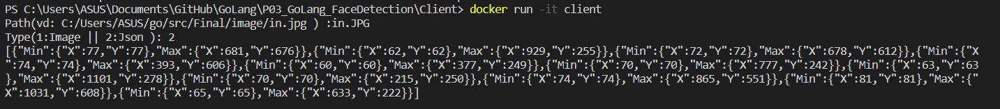 PS C:\Users\ASUS\Documents\GitHub\GoLang\P03_GoLang_FaceDetection\Client> docker run -it client
Path(vd: C:/Users/ASUS/go/src/Final/image/in.jpg ) :in.JPG
Type(1:Image || 2:Json ): 2
[{"Min":{"X":77,"Y":77},"Max":{"X":681,"Y":676}},{"Min":{"X":62,"Y":62},"Max":{"X":929,"Y":255}},{"Min":{"X":72,"Y":72},"Max":{"X":678,"Y":612}},{"Min":{"X
":74,"Y":74},"Max":{"X":393,"Y":606}},{"Min":{"X":60,"Y":60},"Max":{"X":377,"Y":249}},{"Min":{"X":70,"Y":70},"Max":{"X":777,"Y":242}},{"Min":{"X":63,"Y":63
},"Max":{"X":1101,"Y":278}},{"Min":{"X":70,"Y":70},"Max":{"X":215,"Y":250}},{"Min":{"X":74,"Y":74},"Max":{"X":865,"Y":551}},{"Min":{"X":81,"Y":81},"Max":{"
X":1031,"Y":608}},{"Min":{"X":65,"Y":65},"Max":{"X":633,"Y":222}}]